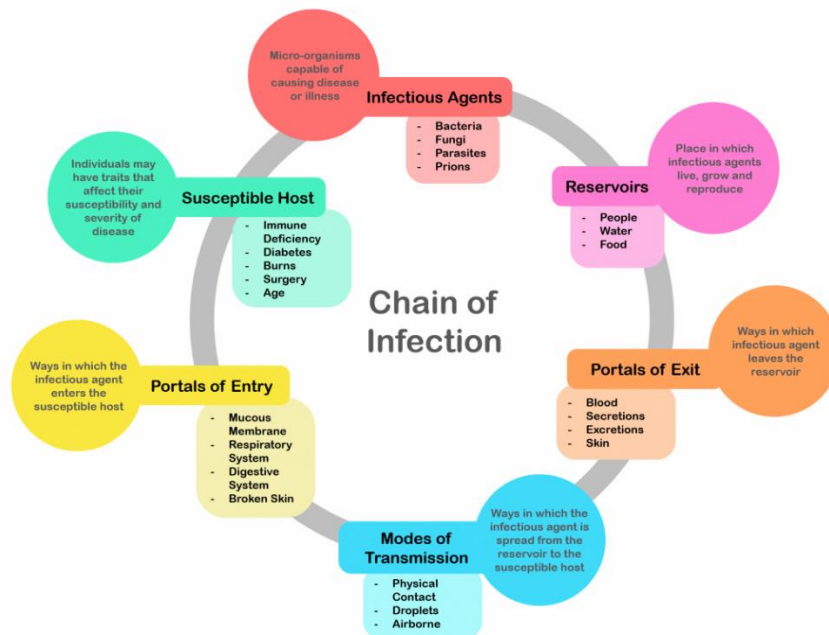 Micro-organisms
capable of
causing disease
or illness
Infectious Agents
- Bacteria
- Fungi
- Parasites
- Prions
Place in which
infectious agents
live, grow and
reproduce
Reservoirs
- People
- Water
- Food
Ways in which
infectious agent
leaves the
reservoir
Portals of Exit
- Blood
- Secretions
- Excretions
- Skin
Ways in which the
infectious agent is
spread from the
reservoir to the
susceptible host
Modes of
Transmission
- Physical
Contact
- Droplets
- Airborne
Ways in which the
infectious agent
enters the
susceptible host
Portals of Entry
- Mucous
Membrane
- Respiratory
System
- Digestive
System
- Broken Skin
Individuals may
have traits that
affect their
susceptibility and
severity of
disease
Susceptible Host
- Immune
Deficiency
- Diabetes
- Burns
- Surgery
- Age
Chain of
Infection